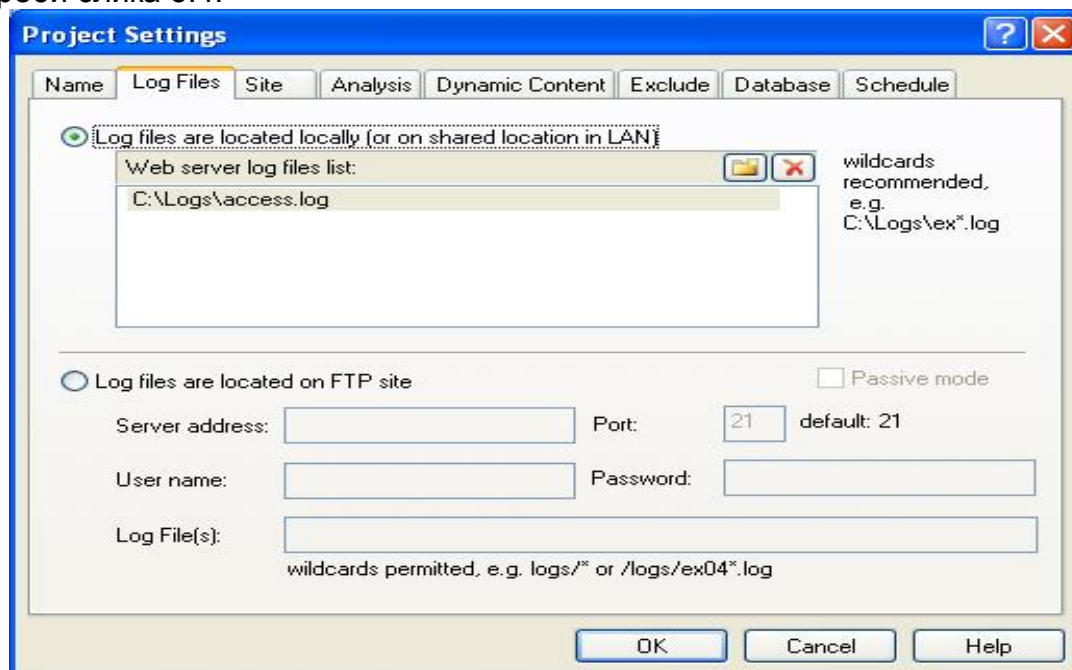 Project Settings
Name Log Files Site Analysis Dynamic Content Exclude Database Schedule
Log files are located locally (or on shared location in LAN)
Web server log files list:
wildcards
recommended,
e.g.
C:\Logs\ex*.log
C:\Logs\access.log
Log files are located on FTP site
Passive mode
Server address:
Port: 21 default: 21
User name:
Password:
Log File(s):
wildcards permitted, e.g. logs/* or /logs/ex04*.log
OK Cancel Help